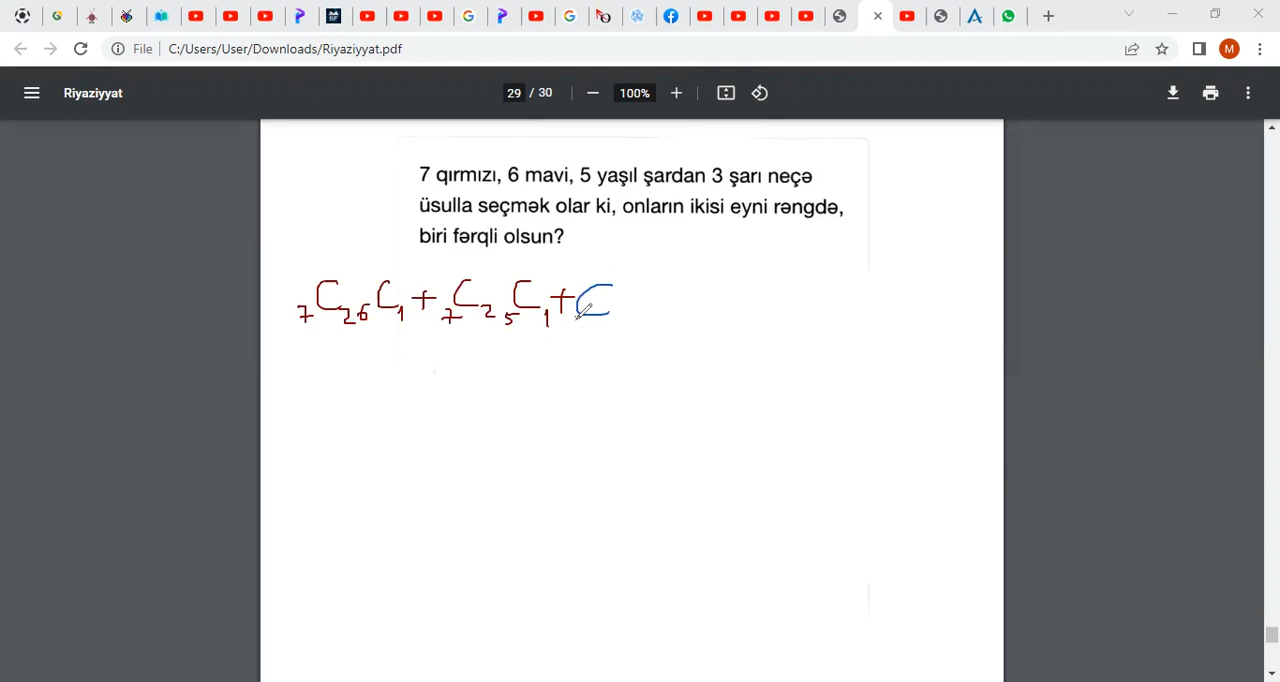 File C:/Users/User/Downloads/Riyaziyyat.pdf M
Riyaziyyat 29 / 30 100%
7 qırmızı, 6 mavi, 5 yaşıl şardan 3 şarı neçə
üsulla seçmək olar ki, onların ikisi eyni rəngdə,
biri fərqli olsun?
7C2 6C1 + 7C2 5C1 + C